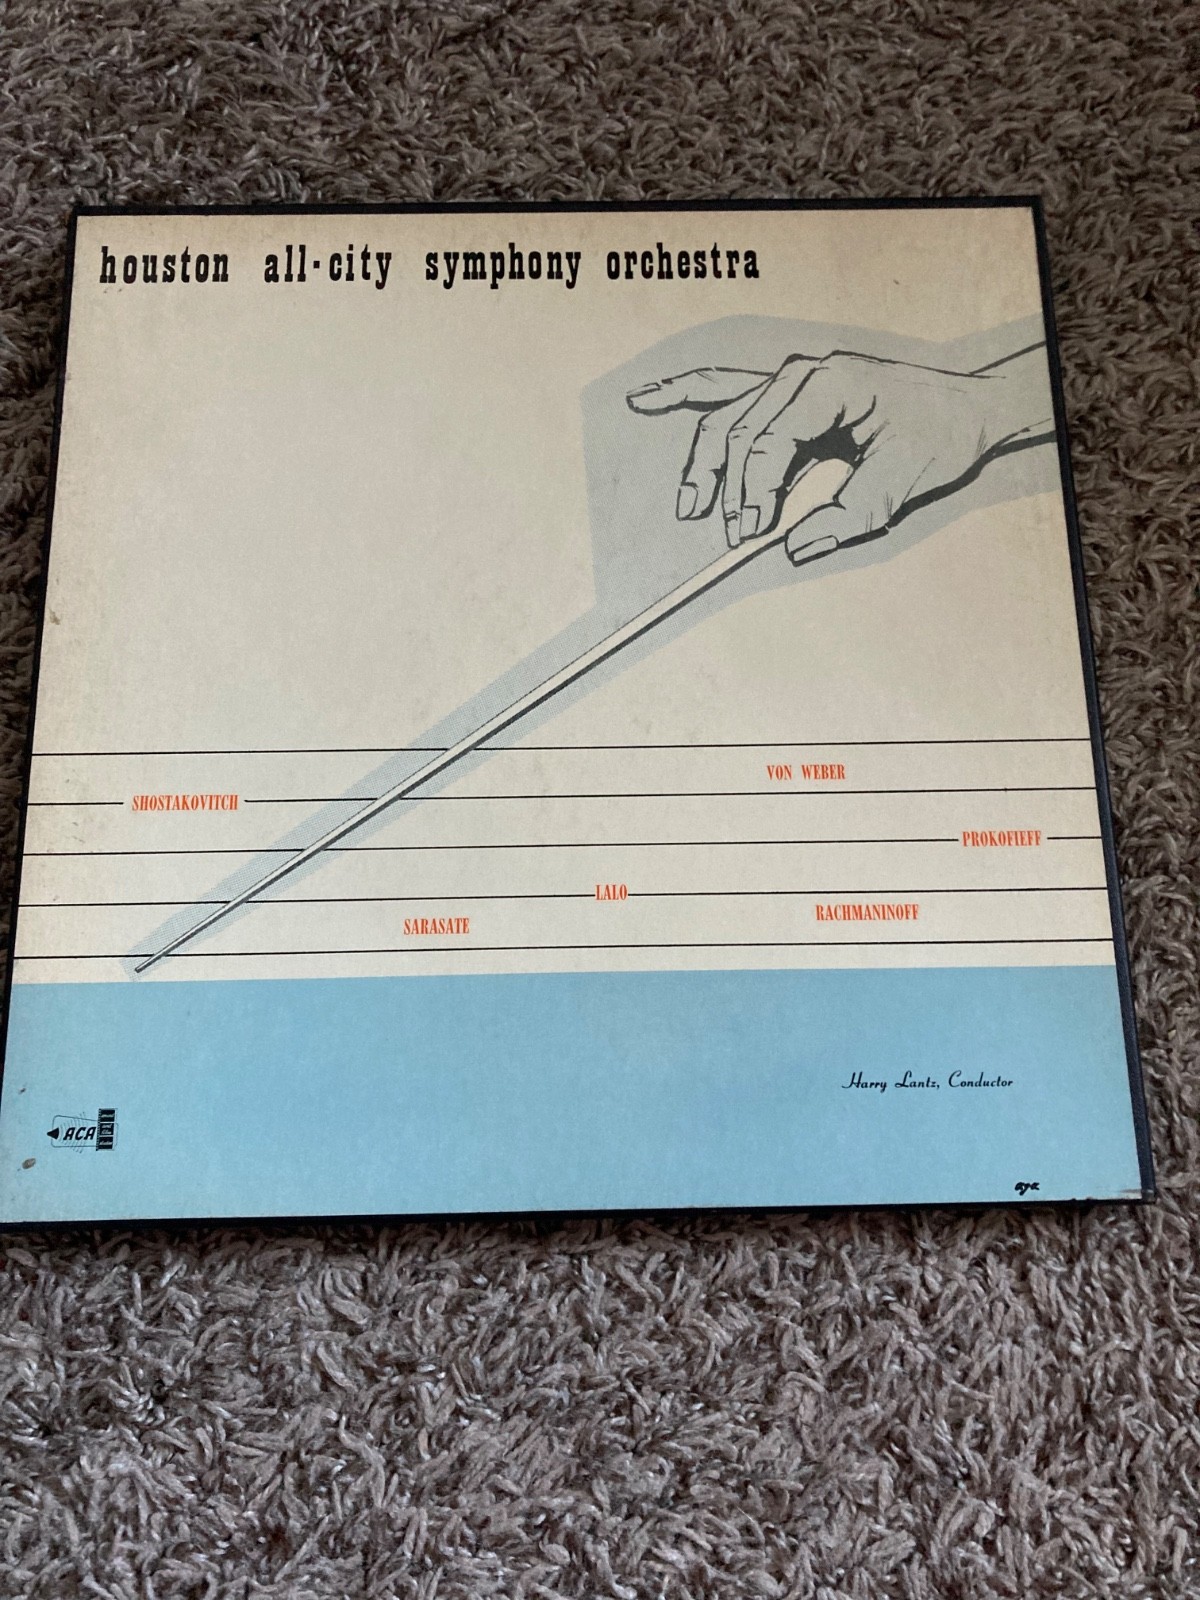 houston all-city symphony orchestra
VON WEBER
SHOSTAKOVITCH
PROKOFIEFF
LALO
RACHMANINOFF
SARASATE
Harry Lantz, Conductor
ACA